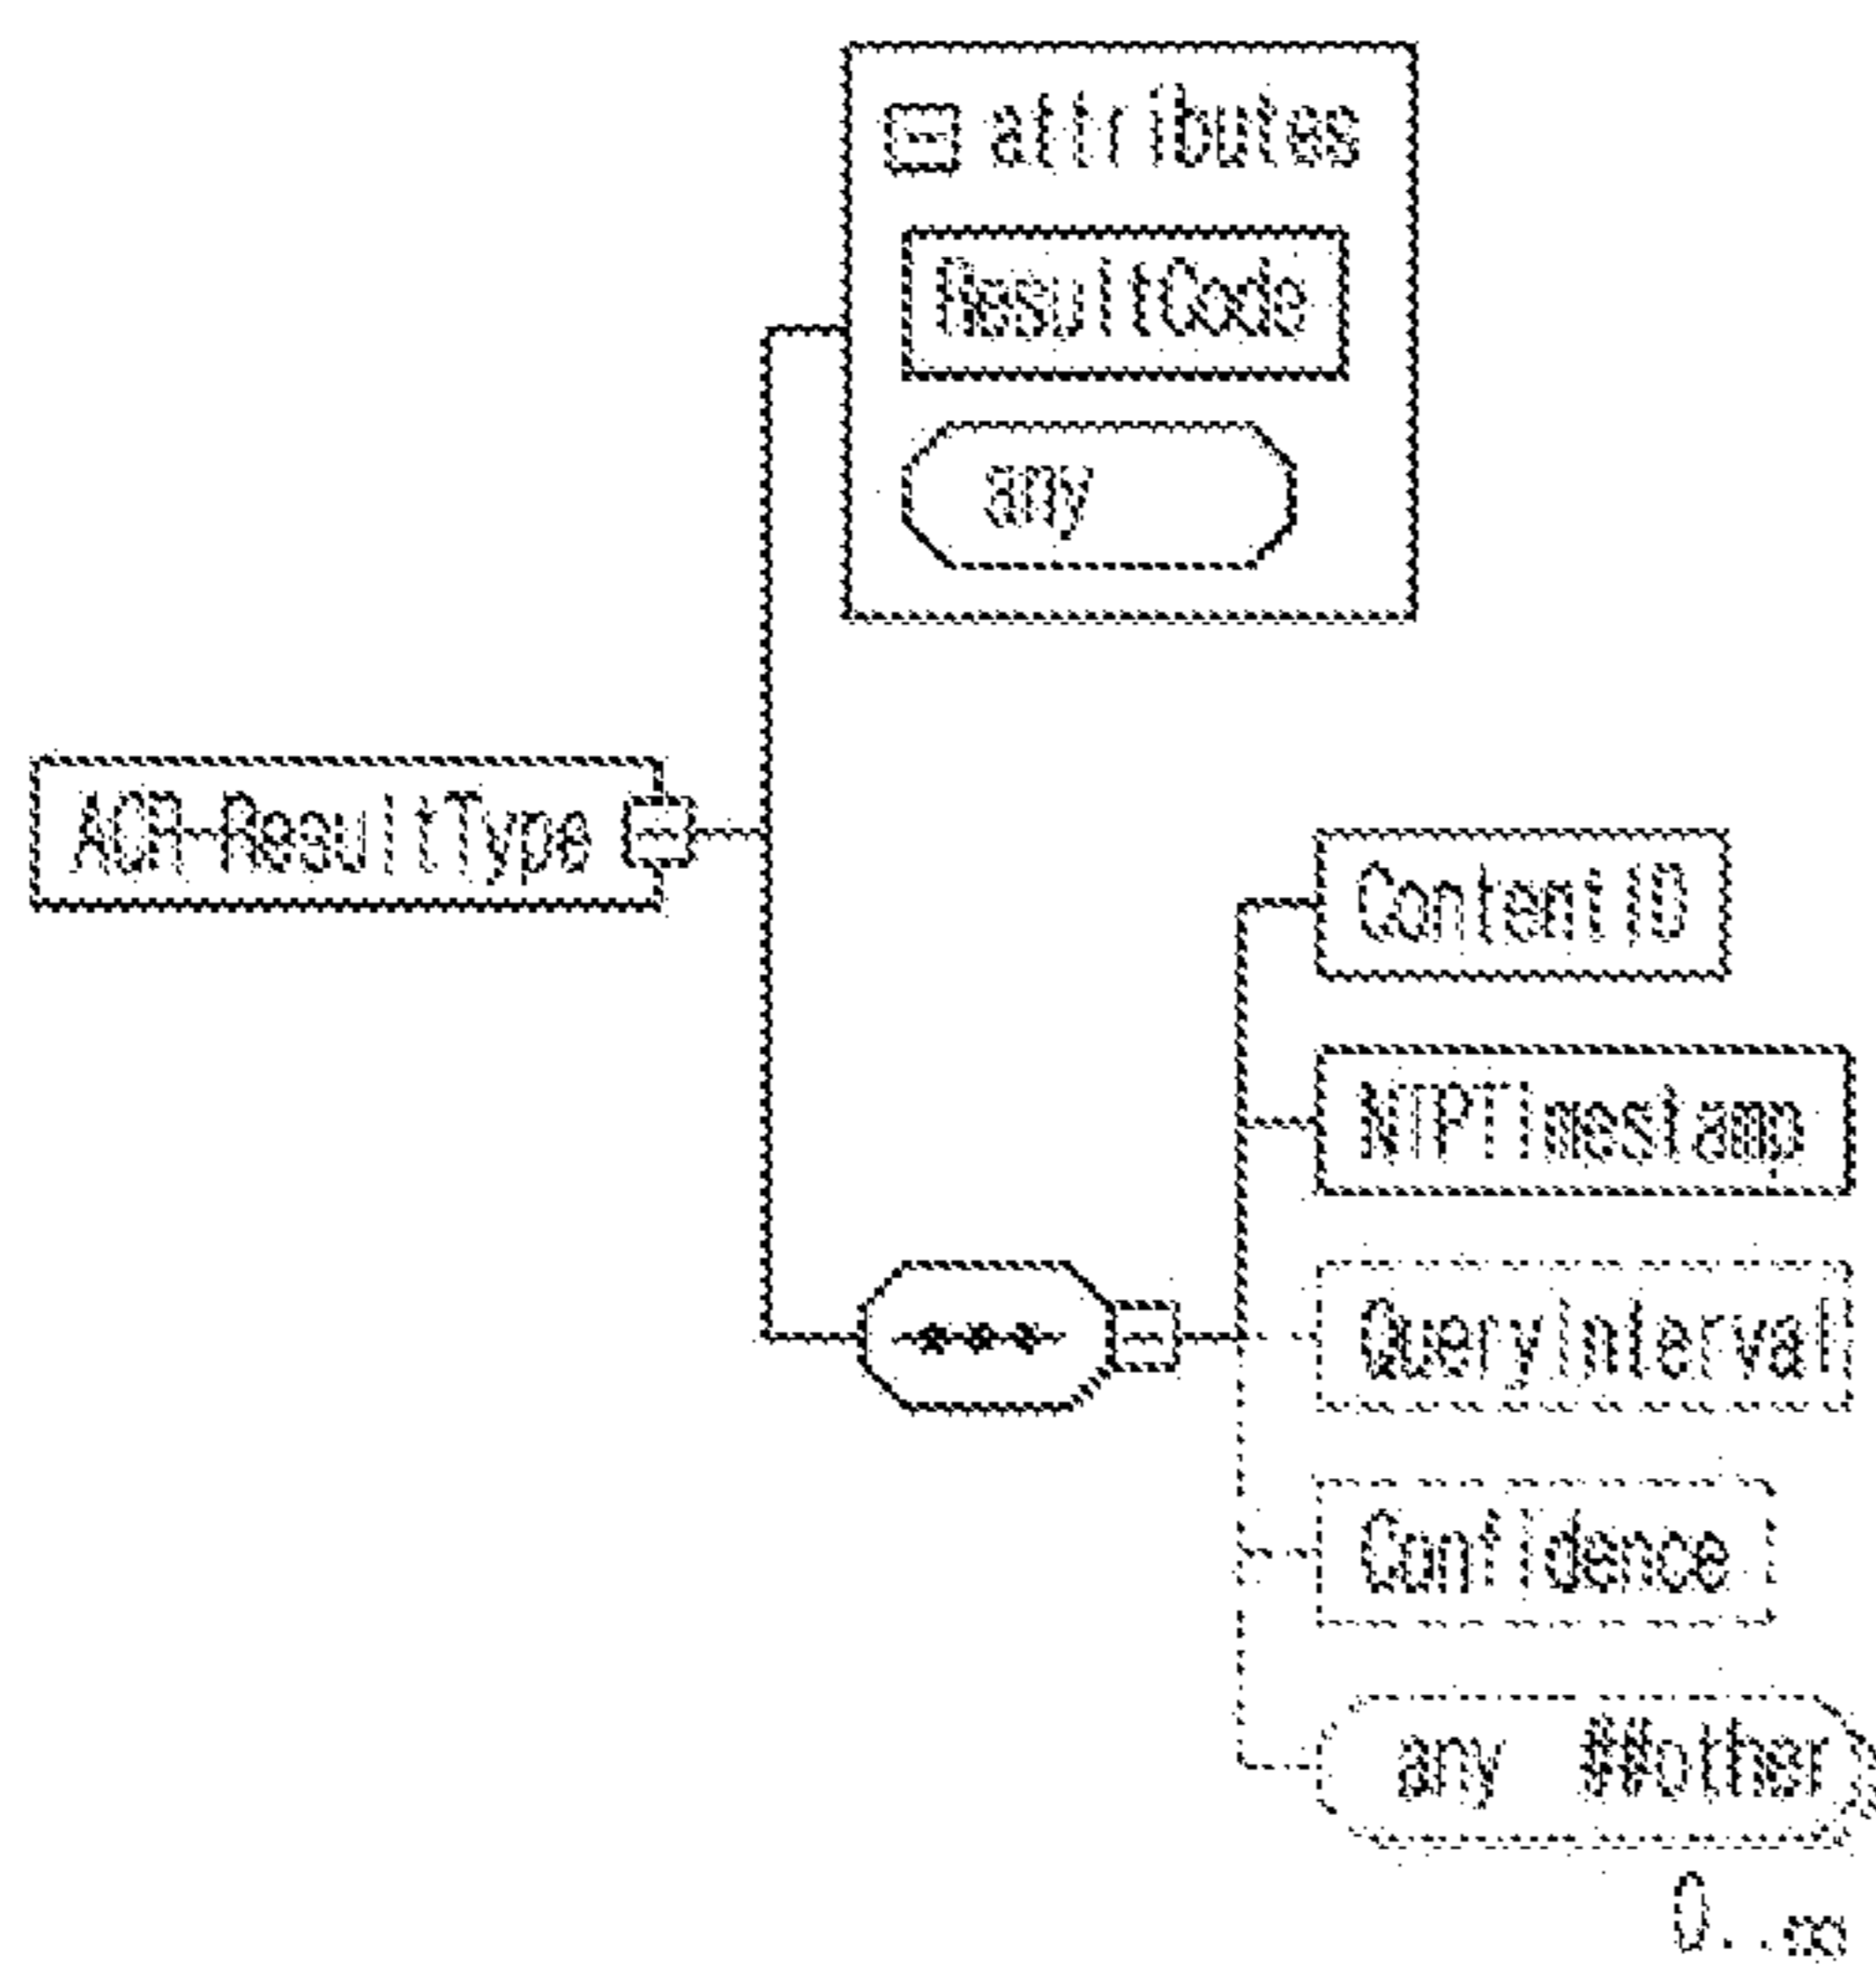 attributes
ResultCode
any
ACR-ResultType
ContentID
NTPTimestamp
QueryInterval
Confidence
any ##other
0..∞